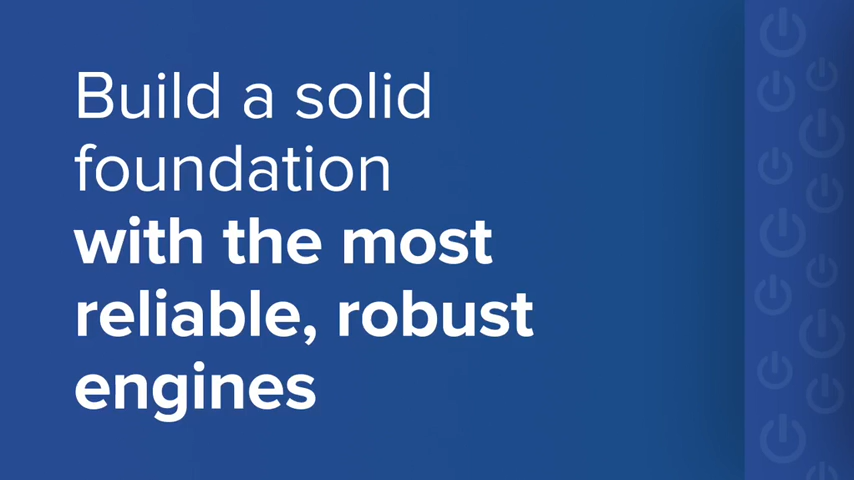 Build a solid
foundation
with the most
reliable, robust
engines